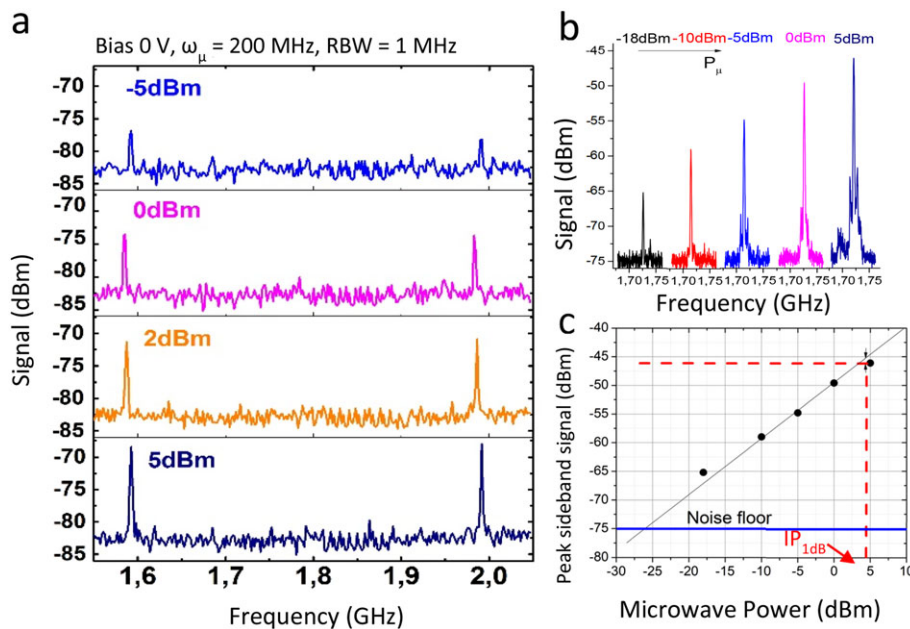 a
Bias 0 V, ωμ = 200 MHz, RBW = 1 MHz
-70
-75
-80
-85
-5dBm
-70
-75
-80
-85
0dBm
-70
-75
-80
-85
2dBm
-70
-75
-80
-85
5dBm
Signal (dBm)
1,6 1,7 1,8 1,9 2,0
Frequency (GHz)
b
-18dBm -10dBm -5dBm 0dBm 5dBm
Pμ
-45
-50
-55
-60
-65
-70
-75
Signal (dBm)
1,70 1,75 1,70 1,75 1,70 1,75 1,70 1,75 1,70 1,75
Frequency (GHz)
c
-40
-45
-50
-55
-60
-65
-70
-75
-80
Peak sideband signal (dBm)
Noise floor
IP1dB
-30 -25 -20 -15 -10 -5 0 5 10
Microwave Power (dBm)